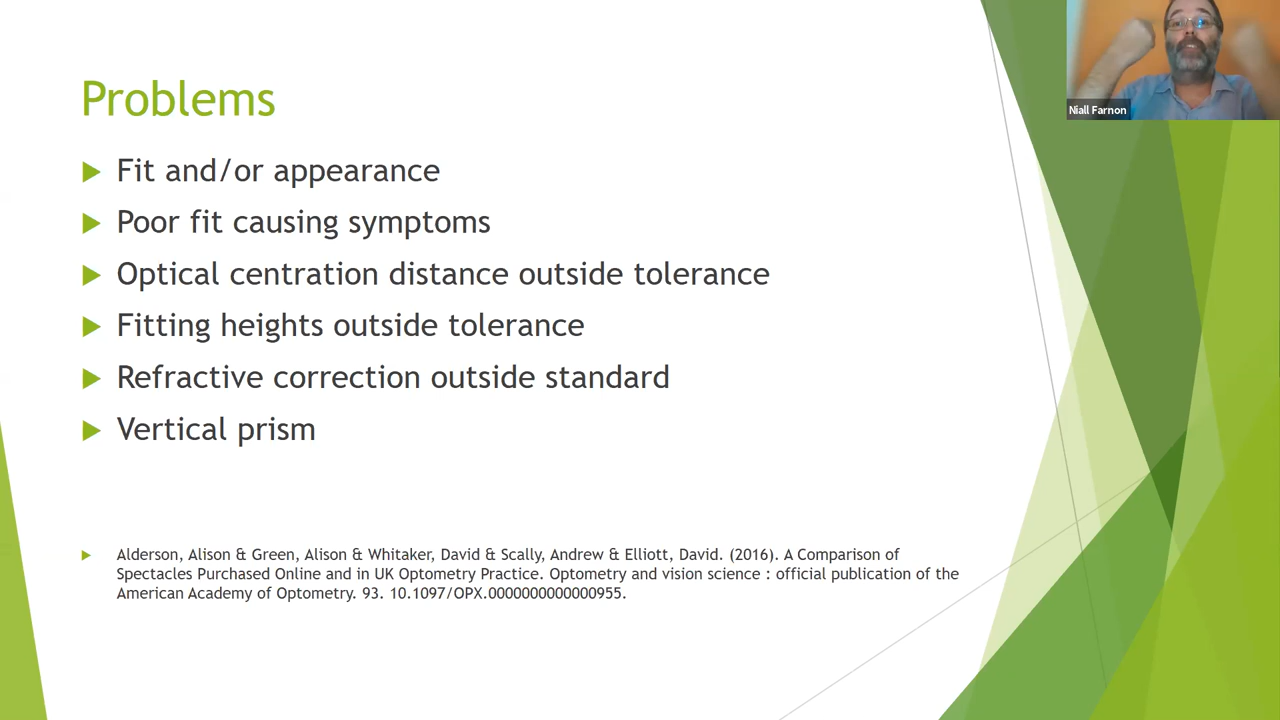 Niall Farnon
Problems
Fit and/or appearance
Poor fit causing symptoms
Optical centration distance outside tolerance
Fitting heights outside tolerance
Refractive correction outside standard
Vertical prism
Alderson, Alison & Green, Alison & Whitaker, David & Scally, Andrew & Elliott, David. (2016). A Comparison of
Spectacles Purchased Online and in UK Optometry Practice. Optometry and vision science : official publication of the
American Academy of Optometry. 93. 10.1097/OPX.0000000000000955.